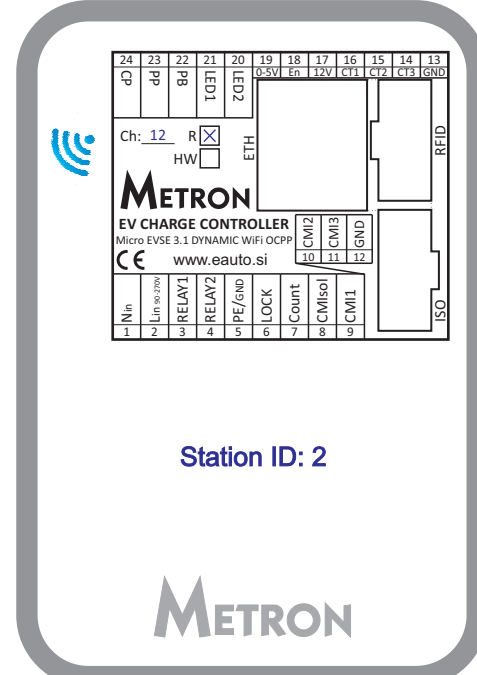 24 23 22 21 20 19 18 17 16 15 14 13
CP PP PB LED1 LED2 0-5V En 12V CT1 CT2 CT3 GND
Ch: 12 R
HW
ETH
RFID
METRON
EV CHARGE CONTROLLER
Micro EVSE 3.1 DYNAMIC WiFi OCPP
CE www.eauto.si
CMI2 CMI3 GND
10 11 12
Nin Lin 90-270V RELAY1 RELAY2 PE/GND LOCK Count CMIsol CMI1
1 2 3 4 5 6 7 8 9
ISO
Station ID: 2
METRON